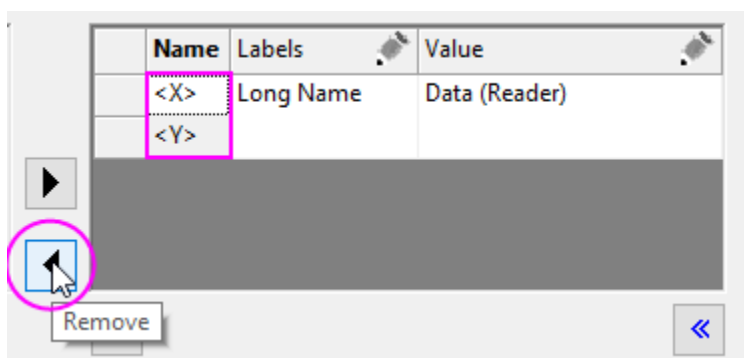 Name Labels Value
<X> Long Name Data (Reader)
<Y>
Remove